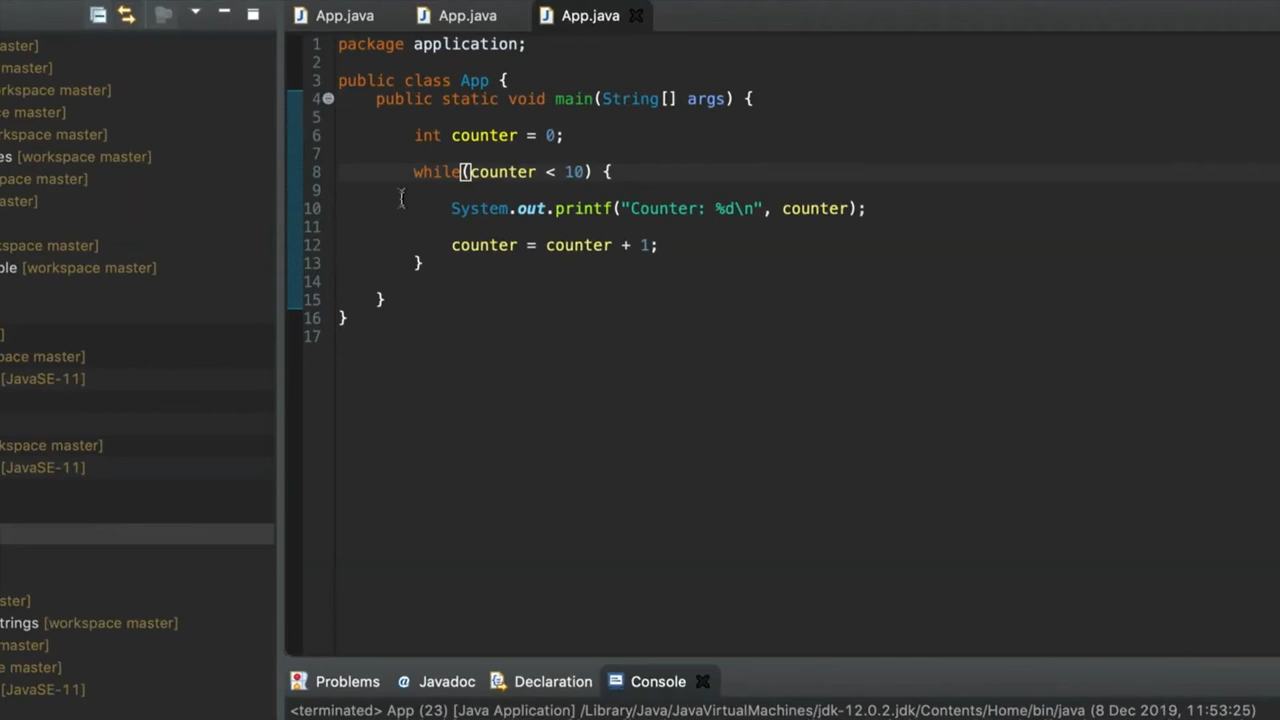 App.java App.java App.java
aster]
master]
orkspace master]
ce master]
orkspace master]
es [workspace master]
space master]
aster]
space master]
ble [workspace master]
]
pace master]
[JavaSE-11]
kspace master]
[JavaSE-11]
ster]
trings [workspace master]
master]
e master]
[JavaSE-11]
1 package application;
2
3 public class App {
4 public static void main(String[] args) {
5
6 int counter = 0;
7
8 while(counter < 10) {
9
10 System.out.printf("Counter: %d\n", counter);
11
12 counter = counter + 1;
13 }
14
15 }
16 }
17
Problems @ Javadoc Declaration Console
<terminated> App (23) [Java Application] /Library/Java/JavaVirtualMachines/jdk-12.0.2.jdk/Contents/Home/bin/java (8 Dec 2019, 11:53:25)